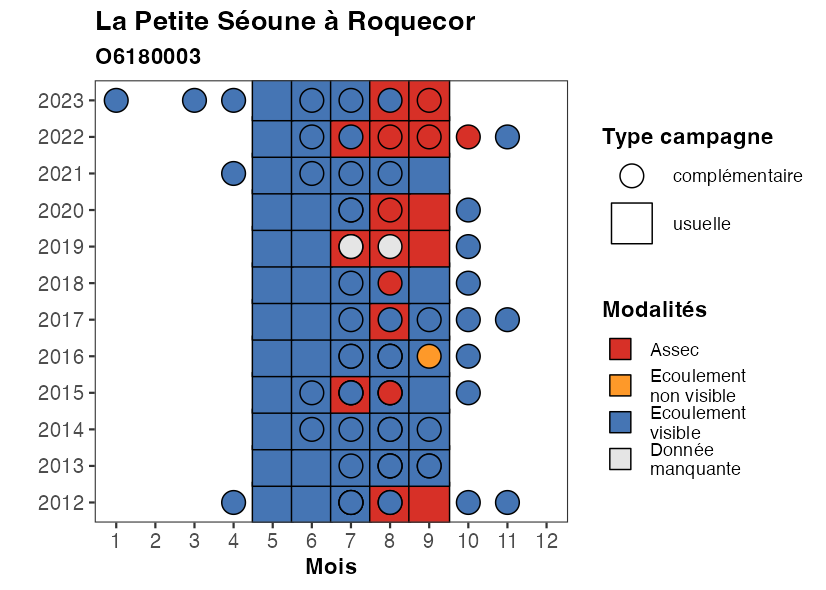 La Petite Séoune à Roquecor
O6180003
2023
2022
2021
2020
2019
2018
2017
2016
2015
2014
2013
2012
1 2 3 4 5 6 7 8 9 10 11 12
Mois
Type campagne
complémentaire
usuelle
Modalités
Assec
Ecoulement
non visible
Ecoulement
visible
Donnée
manquante